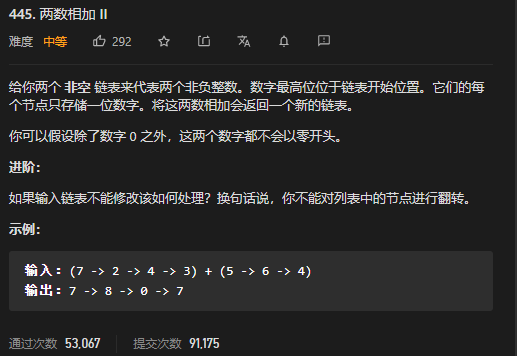 445. 两数相加 II
难度 中等 292
给你两个 非空 链表来代表两个非负整数。数字最高位位于链表开始位置。它们的每
个节点只存储一位数字。将这两数相加会返回一个新的链表。
你可以假设除了数字 0 之外，这两个数字都不会以零开头。
进阶：
如果输入链表不能修改该如何处理？换句话说，你不能对列表中的节点进行翻转。
示例：
输入：(7 -> 2 -> 4 -> 3) + (5 -> 6 -> 4)
输出：7 -> 8 -> 0 -> 7
通过次数 53,067 提交次数 91,175